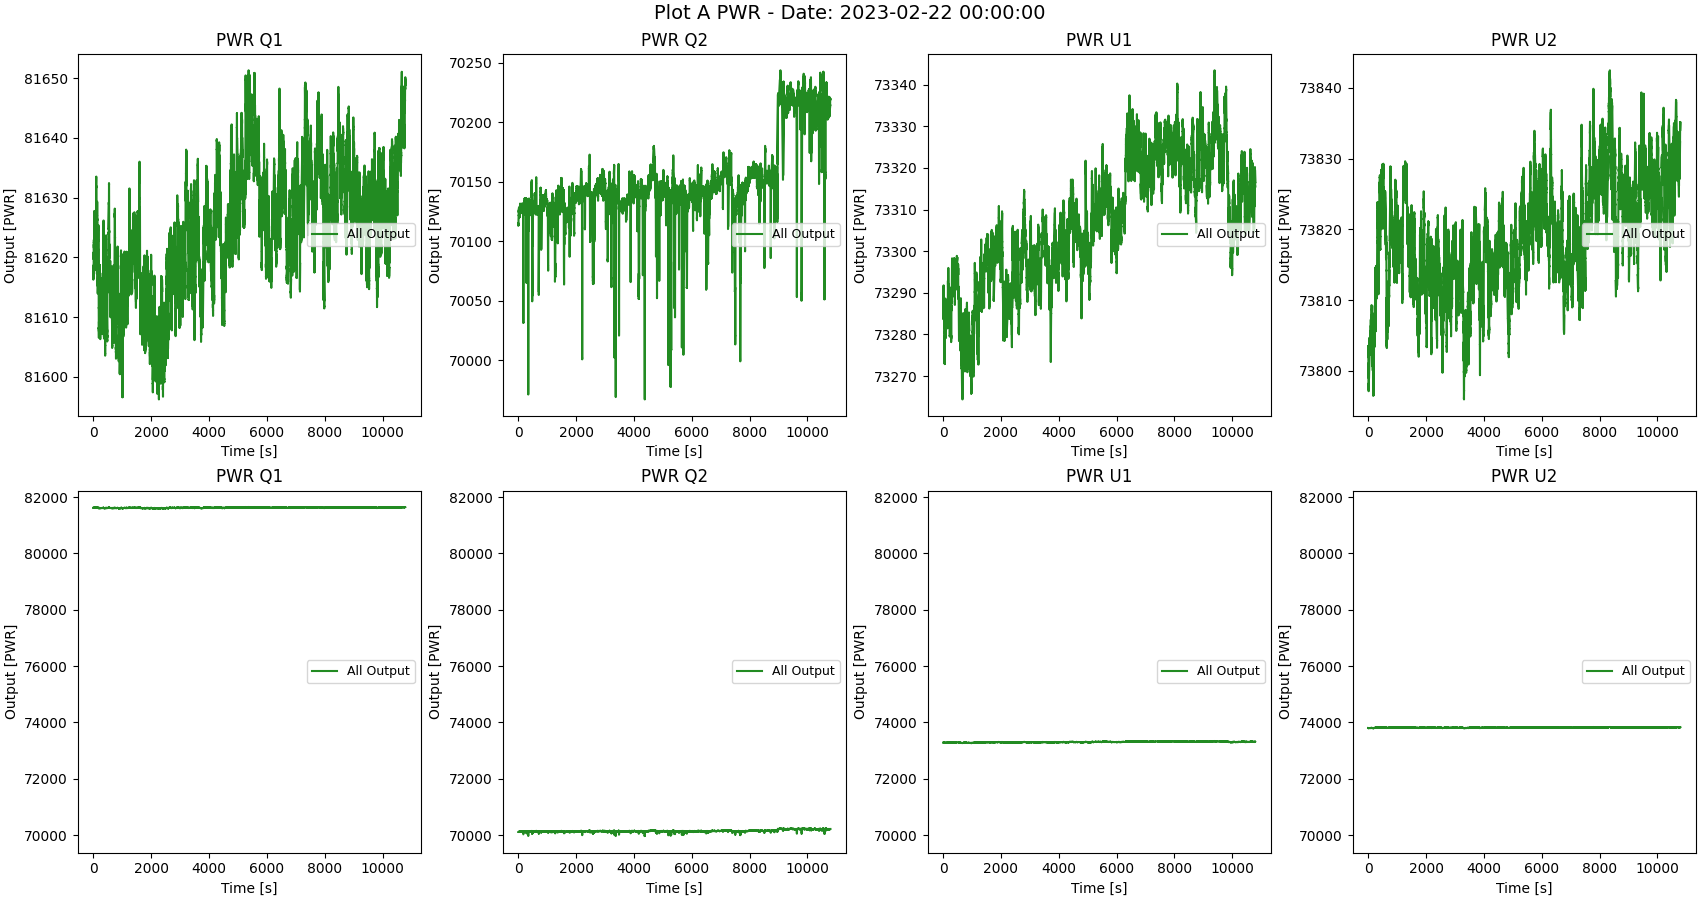 Plot A PWR - Date: 2023-02-22 00:00:00
PWR Q1
PWR Q2
PWR U1
PWR U2
Output [PWR]
81650
81640
81630
81620
81610
81600
All Output
0 2000 4000 6000 8000 10000
Time [s]
Output [PWR]
70250
70200
70150
70100
70050
70000
All Output
0 2000 4000 6000 8000 10000
Time [s]
Output [PWR]
73340
73330
73320
73310
73300
73290
73280
73270
All Output
0 2000 4000 6000 8000 10000
Time [s]
Output [PWR]
73840
73830
73820
73810
73800
All Output
0 2000 4000 6000 8000 10000
Time [s]
PWR Q1
PWR Q2
PWR U1
PWR U2
Output [PWR]
82000
80000
78000
76000
74000
72000
70000
All Output
0 2000 4000 6000 8000 10000
Time [s]
Output [PWR]
82000
80000
78000
76000
74000
72000
70000
All Output
0 2000 4000 6000 8000 10000
Time [s]
Output [PWR]
82000
80000
78000
76000
74000
72000
70000
All Output
0 2000 4000 6000 8000 10000
Time [s]
Output [PWR]
82000
80000
78000
76000
74000
72000
70000
All Output
0 2000 4000 6000 8000 10000
Time [s]